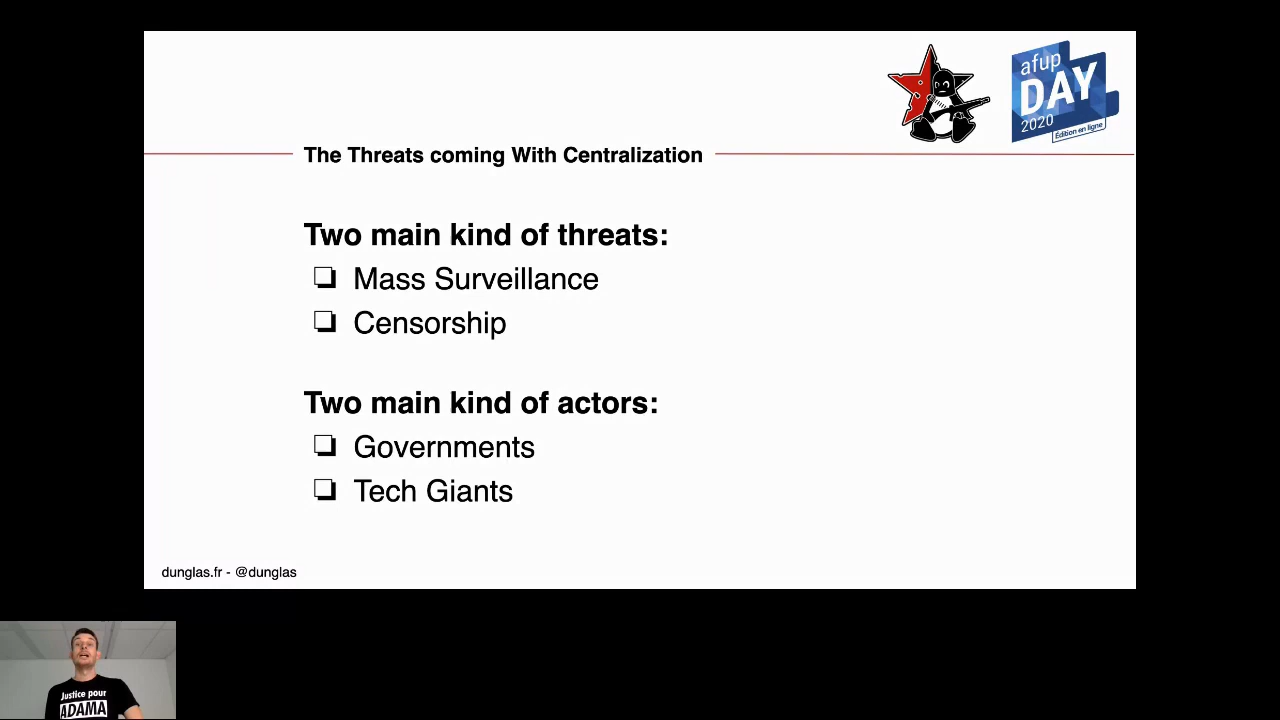 afup
DAY
2020
Édition en ligne
The Threats coming With Centralization
Two main kind of threats:
❏ Mass Surveillance
❏ Censorship
Two main kind of actors:
❏ Governments
❏ Tech Giants
dunglas.fr - @dunglas
Justice pour
ADAMA